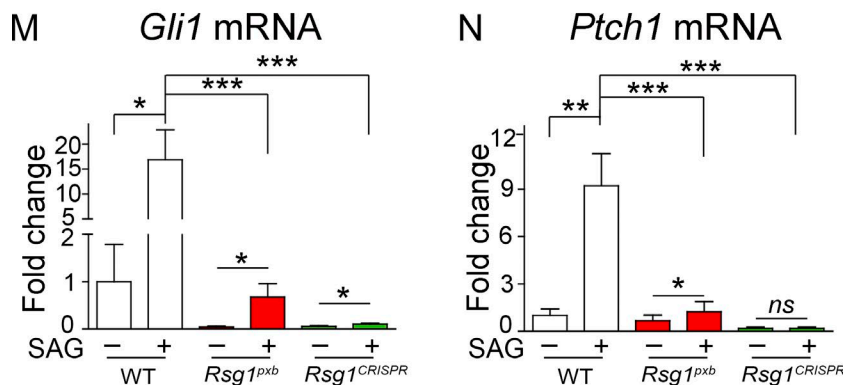 M Gli1 mRNA
***
***
*
Fold change
20
15
10
5
2
1
0
*
*
SAG − + − + − +
WT Rsg1pxb Rsg1CRISPR
N Ptch1 mRNA
***
***
**
Fold change
12
9
6
3
0
*
ns
SAG − + − + − +
WT Rsg1pxb Rsg1CRISPR